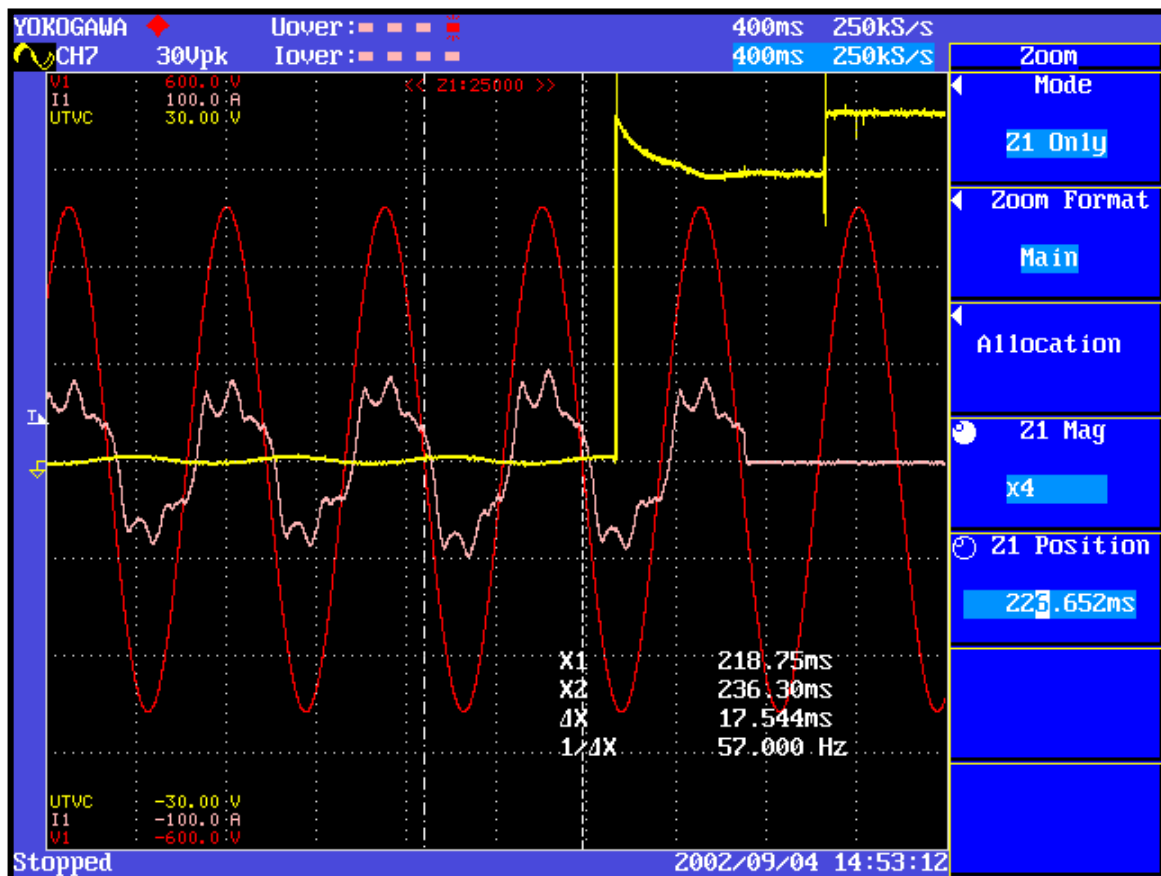 YOKOGAWA Uover: 400ms 250kS/s
CH7 30Vpk Iover: 400ms 250kS/s
V1 600.0 V
I1 100.0 A
UTVC 30.00 V
<< Z1:25000 >>
T
X1 218.75ms
X2 236.30ms
ΔX 17.544ms
1/ΔX 57.000 Hz
UTVC -30.00 V
I1 -100.0 A
V1 -600.0 V
Stopped 2002/09/04 14:53:12
Zoom
Mode
Z1 Only
Zoom Format
Main
Allocation
Z1 Mag
x4
Z1 Position
226.652ms